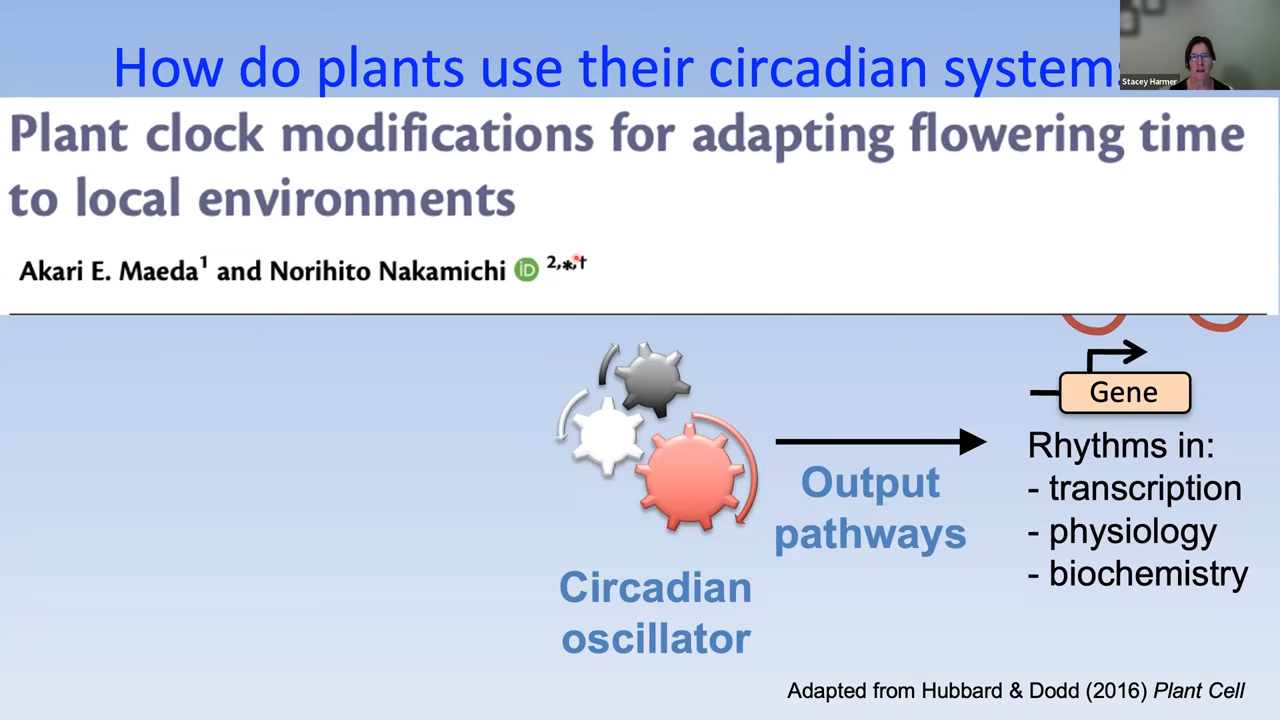 How do plants use their circadian system
Stacey Harmer
Plant clock modifications for adapting flowering time
to local environments
Akari E. Maeda¹ and Norihito Nakamichi iD 2,*,†
Gene
Rhythms in:
- transcription
- physiology
- biochemistry
Output
pathways
Circadian
oscillator
Adapted from Hubbard & Dodd (2016) Plant Cell